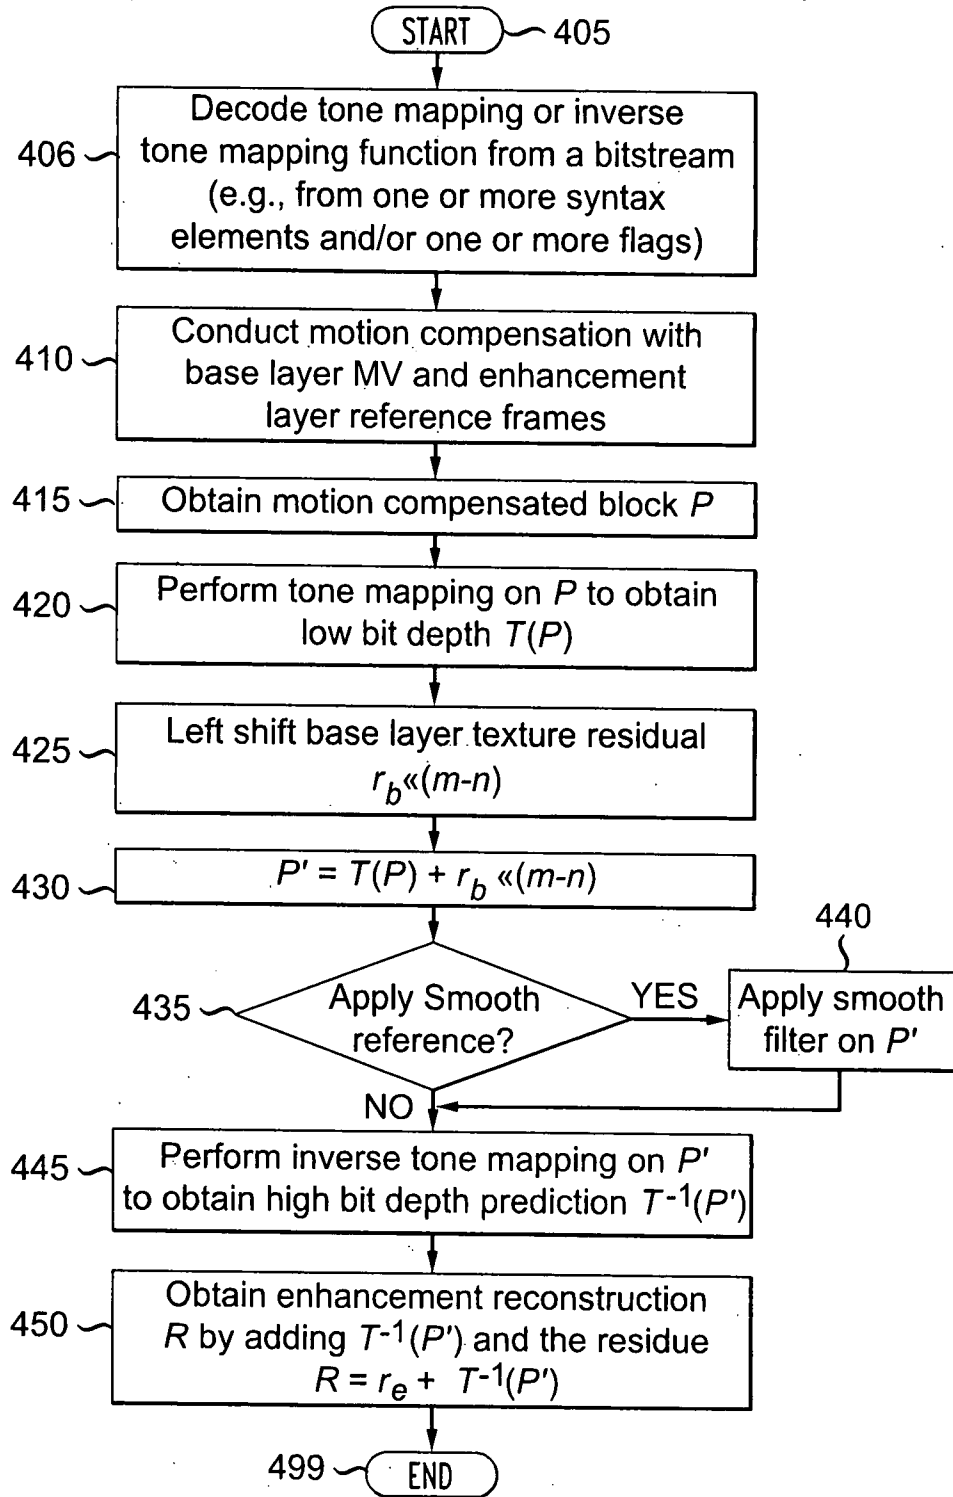 START
405
406
Decode tone mapping or inverse
tone mapping function from a bitstream
(e.g., from one or more syntax
elements and/or one or more flags)
410
Conduct motion compensation with
base layer MV and enhancement
layer reference frames
415
Obtain motion compensated block P
420
Perform tone mapping on P to obtain
low bit depth T(P)
425
Left shift base layer texture residual
r_b«(m-n)
430
P' = T(P) + r_b «(m-n)
435
Apply Smooth
reference?
YES
NO
440
Apply smooth
filter on P'
445
Perform inverse tone mapping on P'
to obtain high bit depth prediction T⁻¹(P')
450
Obtain enhancement reconstruction
R by adding T⁻¹(P') and the residue
R = r_e + T⁻¹(P')
499
END